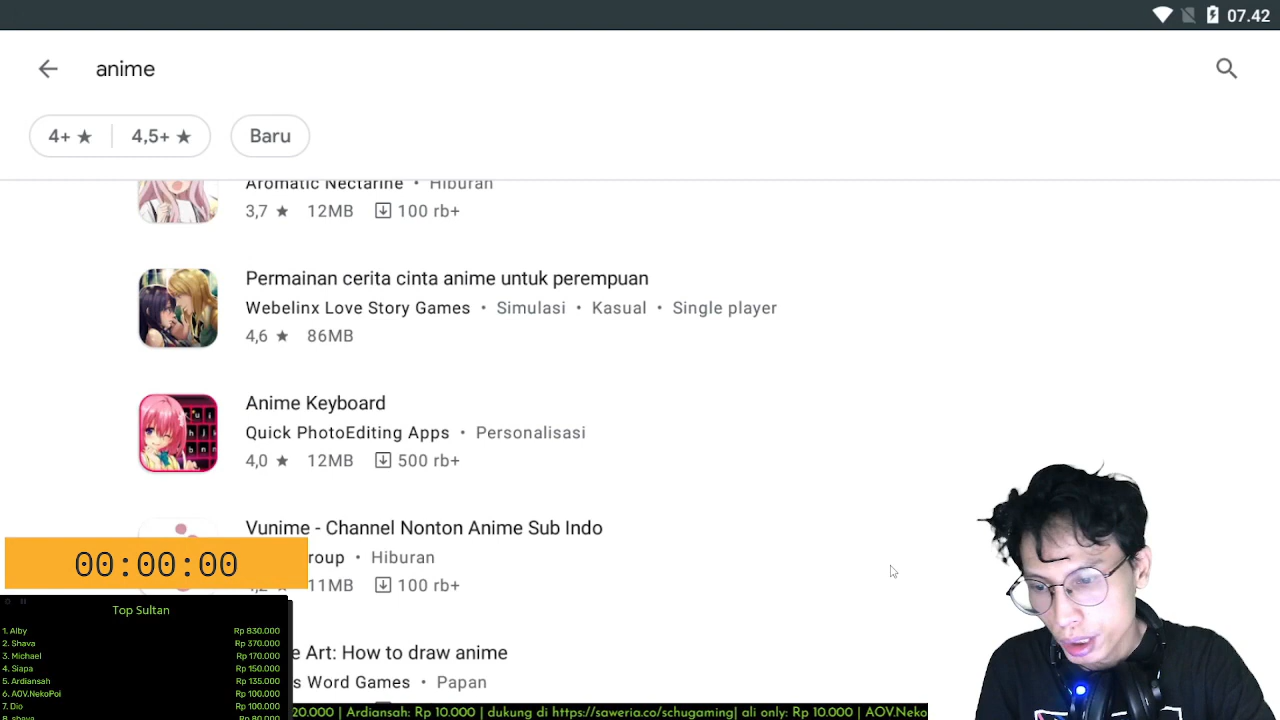 07.42
anime
4+ ★ 4,5+ ★ Baru
Aromatic Nectarine • Hiburan
3,7 ★ 12MB 100 rb+
Permainan cerita cinta anime untuk perempuan
Webelinx Love Story Games • Simulasi • Kasual • Single player
4,6 ★ 86MB
Anime Keyboard
Quick PhotoEditing Apps • Personalisasi
4,0 ★ 12MB 500 rb+
Vunime - Channel Nonton Anime Sub Indo
roup • Hiburan
11MB 100 rb+
00:00:00
e Art: How to draw anime
s Word Games • Papan
Top Sultan
1. Alby Rp 830.000
2. Shava Rp 370.000
3. Michael Rp 170.000
4. Siapa Rp 150.000
5. Ardiansah Rp 135.000
6. AOV.NekoPoi Rp 100.000
7. Dio Rp 100.000
8. shava Rp 80.000
20.000 | Ardiansah: Rp 10.000 | dukung di https://saweria.co/schugaming| ali only: Rp 10.000 | AOV.Neko